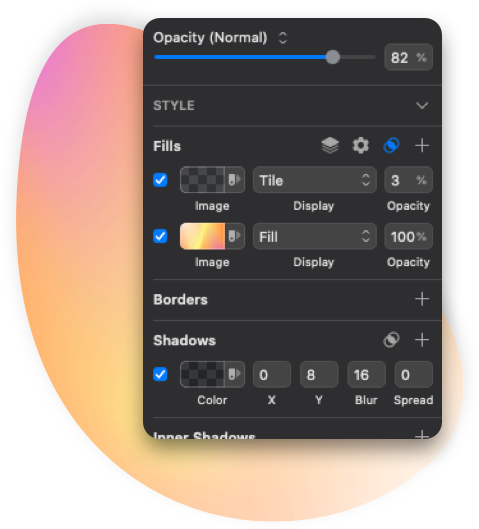 Opacity (Normal)
82 %
STYLE
Fills
Tile 3 %
Image Display Opacity
Fill 100%
Image Display Opacity
Borders
Shadows
0 8 16 0
Color X Y Blur Spread
Inner Shadows